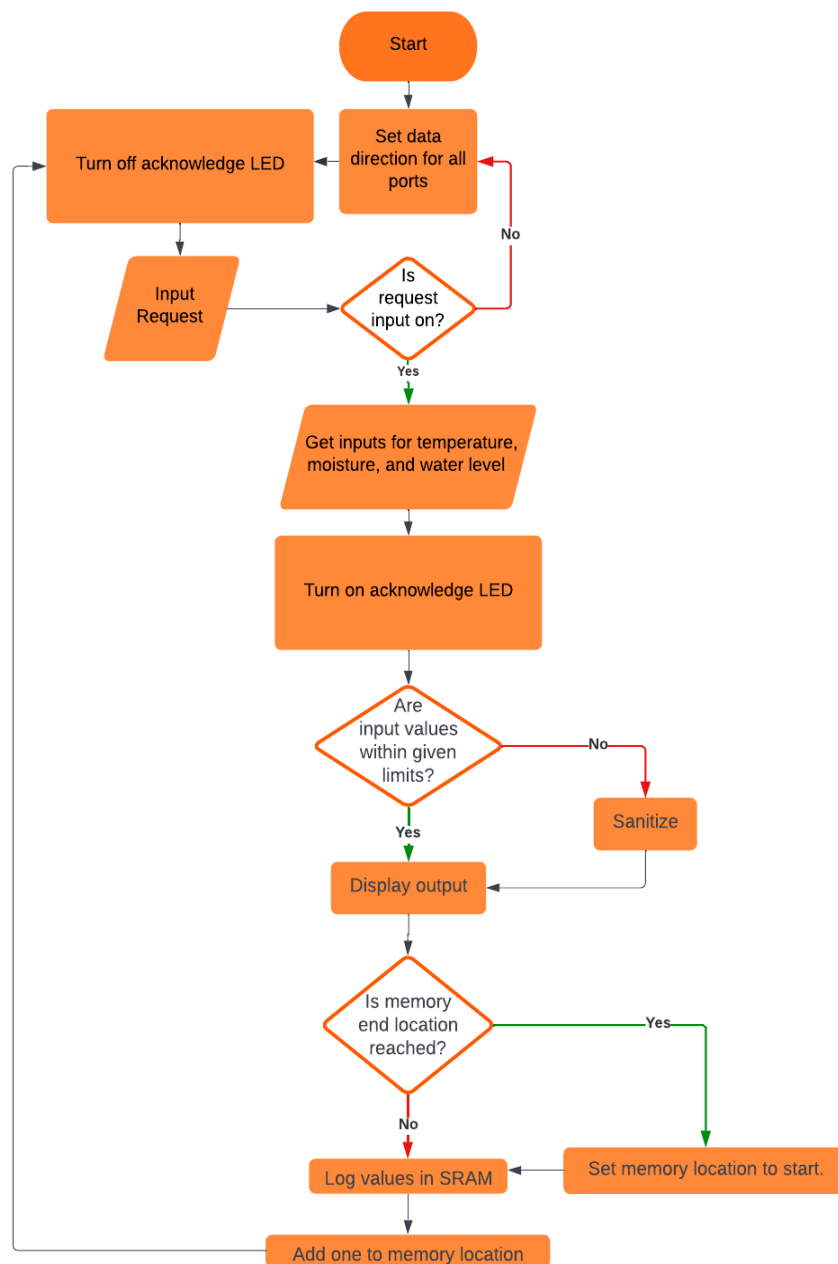 Start
Set data
direction for all
ports
Turn off acknowledge LED
No
Input
Request
Is
request
input on?
Yes
Get inputs for temperature,
moisture, and water level
Turn on acknowledge LED
Are
input values
within given
limits?
No
Sanitize
Yes
Display output
Is memory
end location
reached?
Yes
No
Log values in SRAM
Set memory location to start.
Add one to memory location